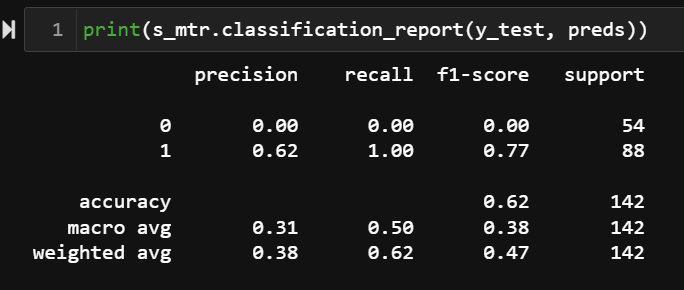 1 print(s_mtr.classification_report(y_test, preds))
precision recall f1-score support
0 0.00 0.00 0.00 54
1 0.62 1.00 0.77 88
accuracy 0.62 142
macro avg 0.31 0.50 0.38 142
weighted avg 0.38 0.62 0.47 142